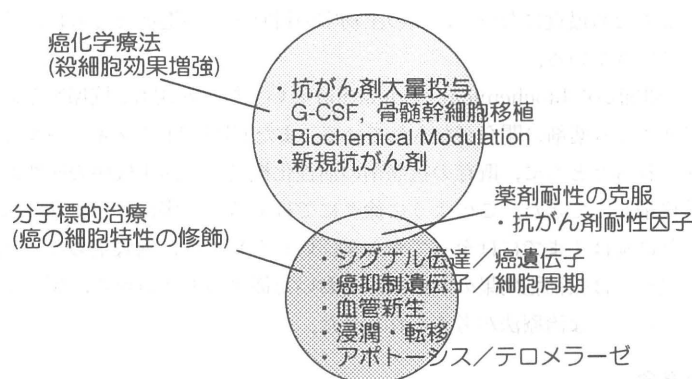 癌化学療法
(殺細胞効果増強)
・抗がん剤大量投与
G-CSF, 骨髄幹細胞移植
・Biochemical Modulation
・新規抗がん剤
薬剤耐性の克服
・抗がん剤耐性因子
分子標的治療
(癌の細胞特性の修飾)
・シグナル伝達／癌遺伝子
・癌抑制遺伝子／細胞周期
・血管新生
・浸潤・転移
・アポトーシス／テロメラーゼ